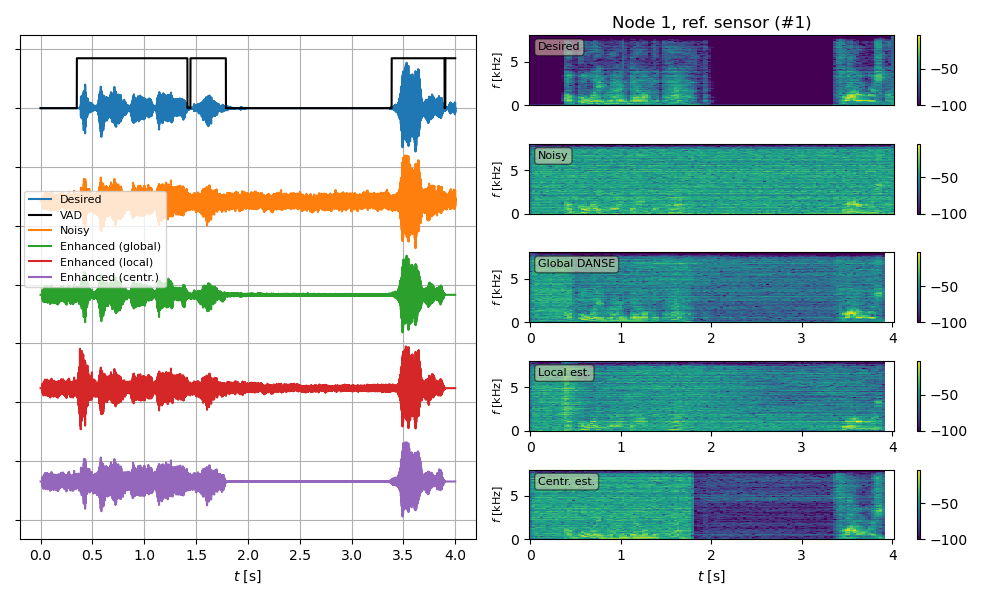 Node 1, ref. sensor (#1)
Desired
VAD
Noisy
Enhanced (global)
Enhanced (local)
Enhanced (centr.)
0.0 0.5 1.0 1.5 2.0 2.5 3.0 3.5 4.0
t [s]
Desired
f [kHz]
5
0
−50
−100
Noisy
f [kHz]
5
0
−50
−100
Global DANSE
f [kHz]
5
0
0 1 2 3 4
−50
−100
Local est.
f [kHz]
5
0
0 1 2 3 4
−50
−100
Centr. est.
f [kHz]
5
0
0 1 2 3 4
−50
−100
t [s]